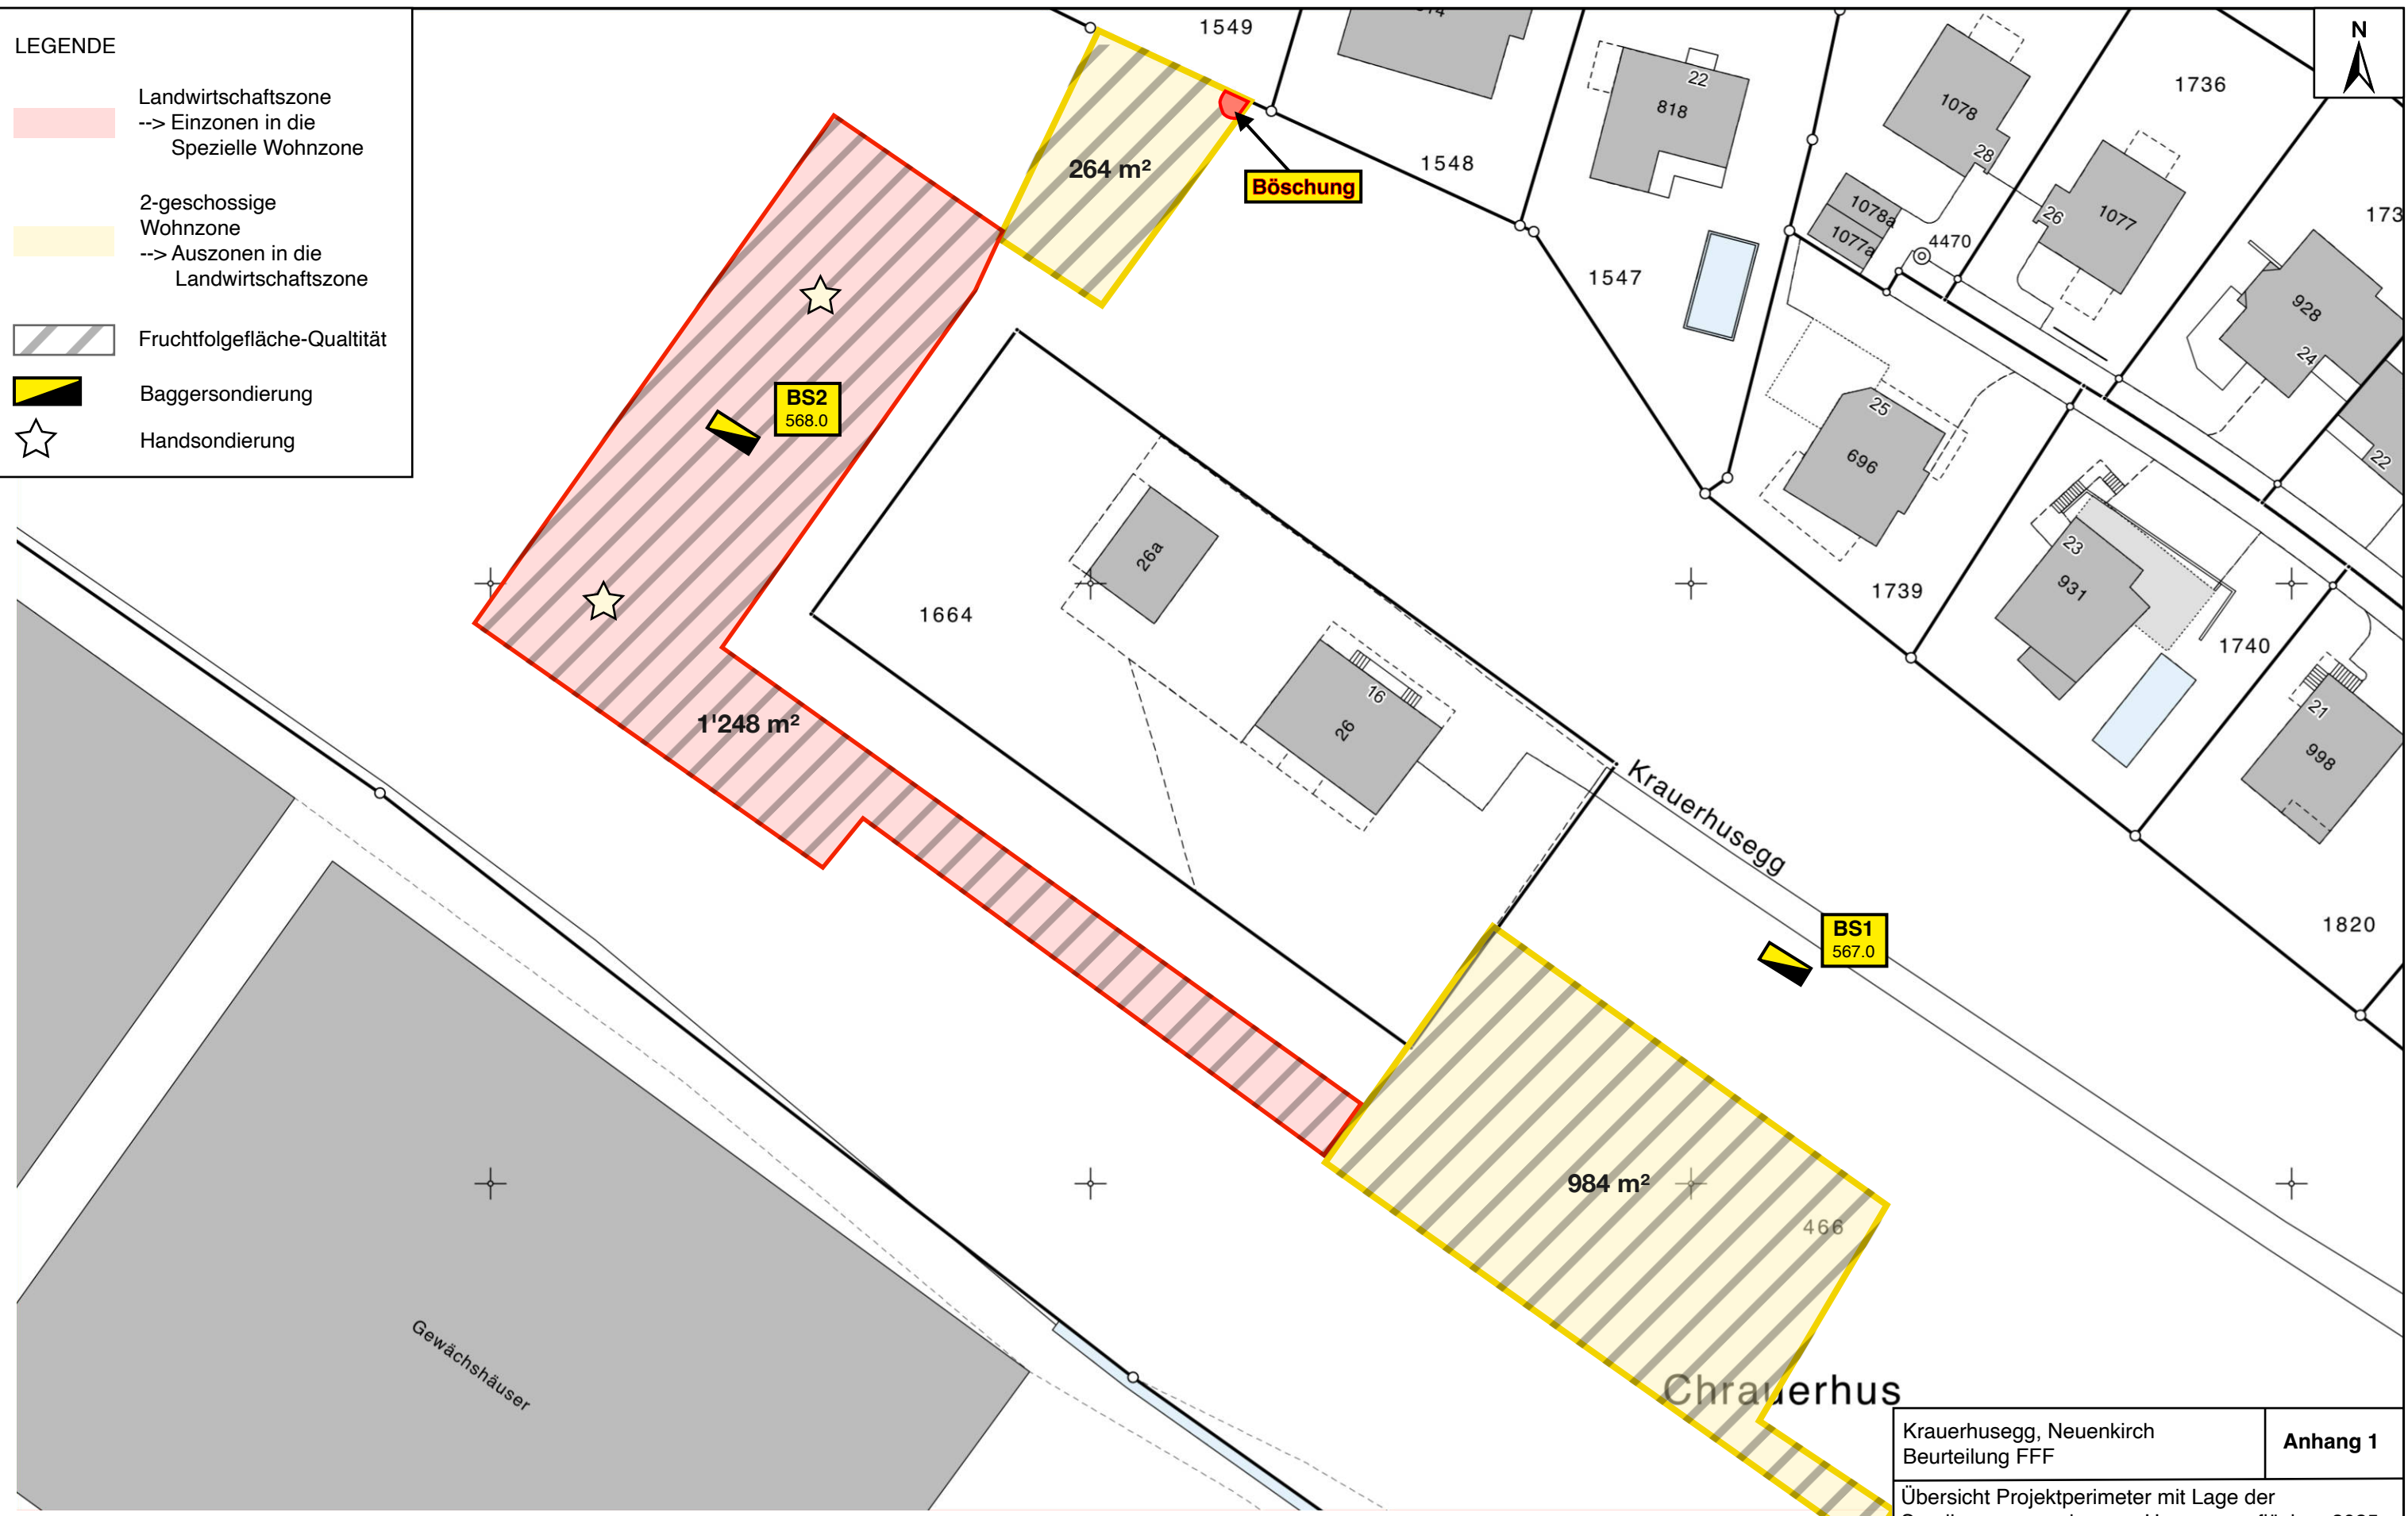 LEGENDE
Landwirtschaftszone
--> Einzonen in die
Spezielle Wohnzone
2-geschossige
Wohnzone
--> Auszonen in die
Landwirtschaftszone
Fruchtfolgefläche-Qualtität
Baggersondierung
Handsondierung
N
1549
22
818
1548
1547
1078
28
1736
1078a
1077a
4470
26
1077
928
24
22
264 m²
Böschung
BS2
568.0
25
696
1739
23
931
1740
21
998
1820
26a
1664
16
26
1'248 m²
Krauerhusegg
BS1
567.0
984 m²
466
Gewächshäuser
Chrauerhus
Krauerhusegg, Neuenkirch
Beurteilung FFF
Anhang 1
Übersicht Projektperimeter mit Lage der